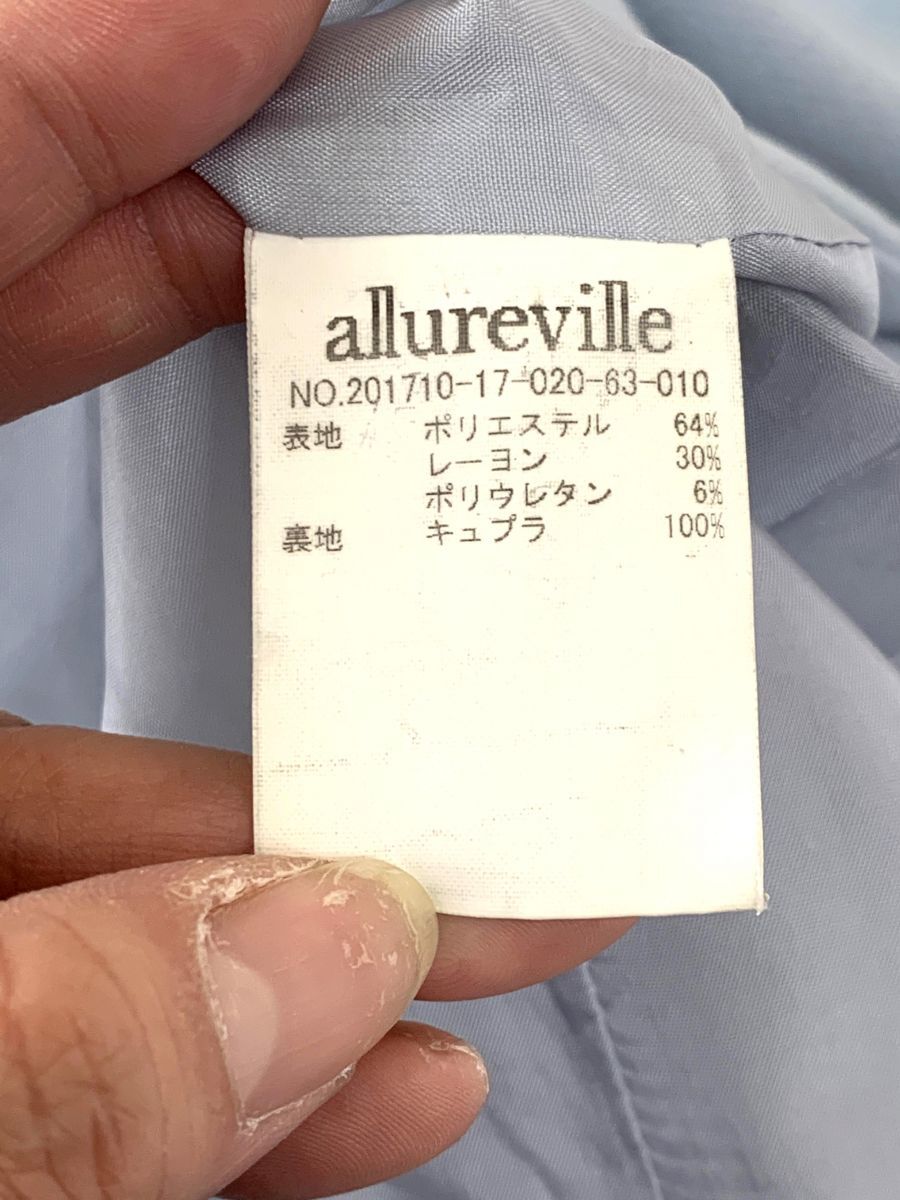 allureville
NO.201710-17-020-63-010
表地 ポリエステル 64%
レーヨン 30%
ポリウレタン 6%
裏地 キュプラ 100%